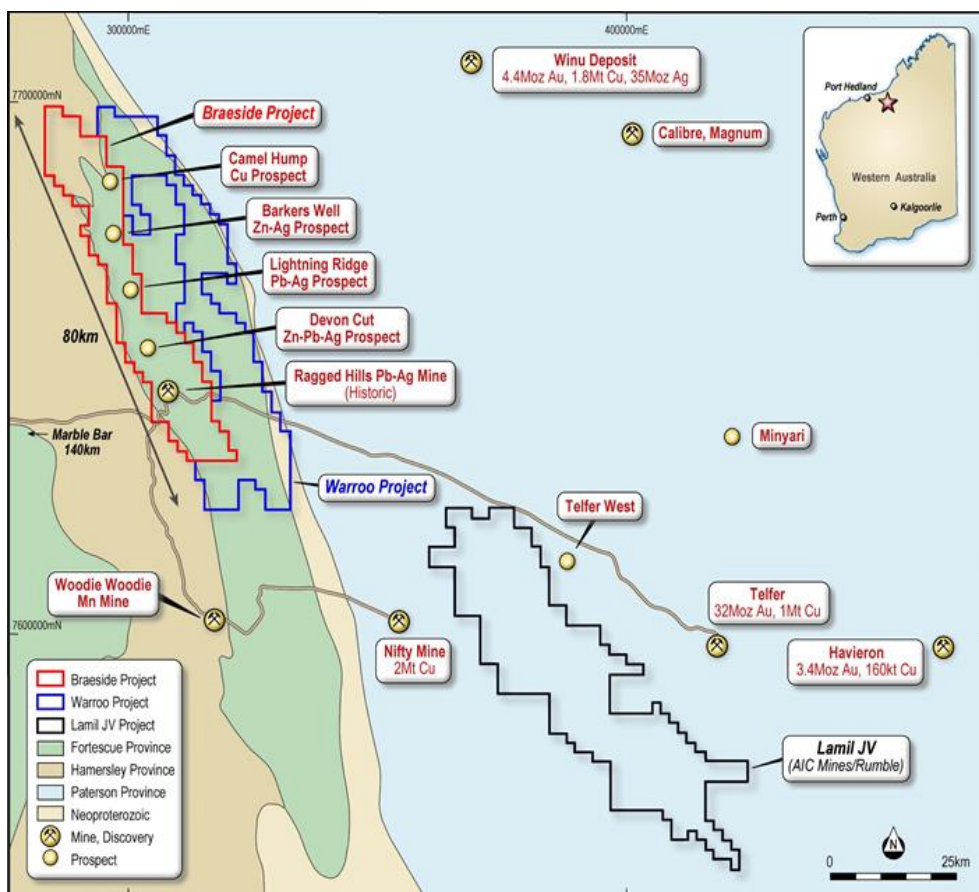 300000mE
400000mE
7700000mN
7600000mN
Winu Deposit
4.4Moz Au, 1.8Mt Cu, 35Moz Ag
Calibre, Magnum
Port Hedland
Western Australia
Kalgoorlie
Perth
Braeside Project
Camel Hump
Cu Prospect
Barkers Well
Zn-Ag Prospect
Lightning Ridge
Pb-Ag Prospect
Devon Cut
Zn-Pb-Ag Prospect
80km
Ragged Hills Pb-Ag Mine
(Historic)
Marble Bar
140km
Minyari
Warroo Project
Telfer West
Woodie Woodie
Mn Mine
Nifty Mine
2Mt Cu
Telfer
32Moz Au, 1Mt Cu
Havieron
3.4Moz Au, 160kt Cu
Lamil JV
(AIC Mines/Rumble)
Braeside Project
Warroo Project
Lamil JV Project
Fortescue Province
Hamersley Province
Paterson Province
Neoproterozoic
Mine, Discovery
Prospect
N
0
25km